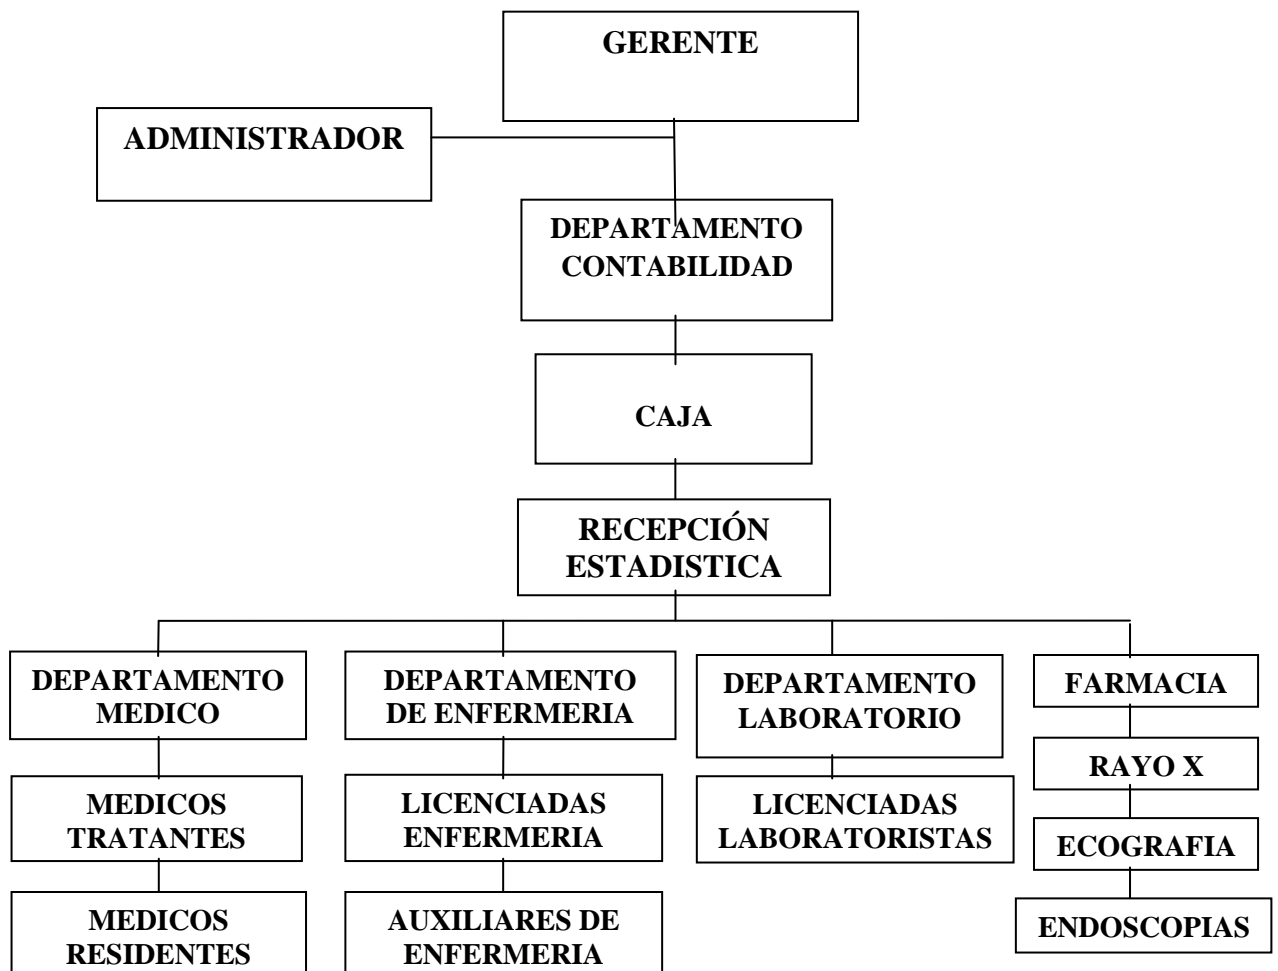 GERENTE
ADMINISTRADOR
DEPARTAMENTO
CONTABILIDAD
CAJA
RECEPCIÓN
ESTADISTICA
DEPARTAMENTO
MEDICO
DEPARTAMENTO
DE ENFERMERIA
DEPARTAMENTO
LABORATORIO
FARMACIA
RAYO X
MEDICOS
TRATANTES
LICENCIADAS
ENFERMERIA
LICENCIADAS
LABORATORISTAS
ECOGRAFIA
MEDICOS
RESIDENTES
AUXILIARES DE
ENFERMERIA
ENDOSCOPIAS